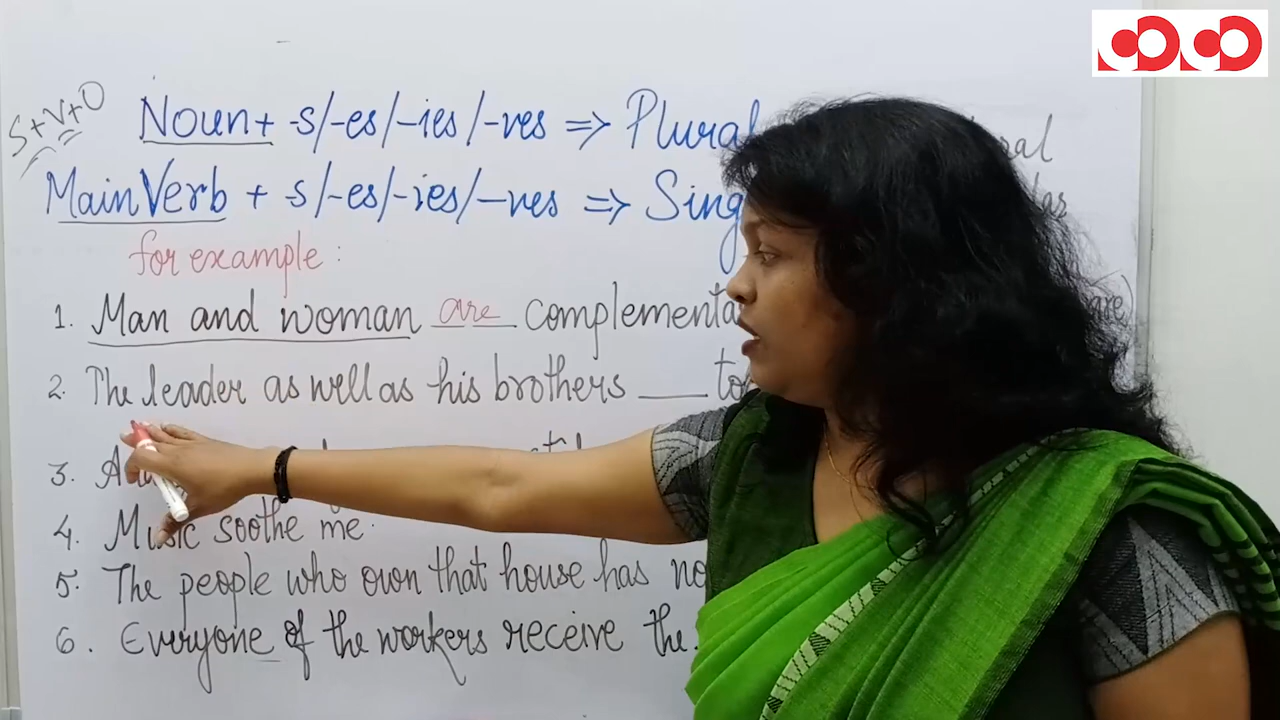 S+V+O
Noun + -s/-es/-ies/-ves => Plural
Main Verb + -s/-es/-ies/-ves => Sing
for example:
1. Man and woman are complementa
2. The leader as well as his brothers ___ to
3.
4. Music soothe me.
5. The people who own that house has no
6. Everyone of the workers receive the